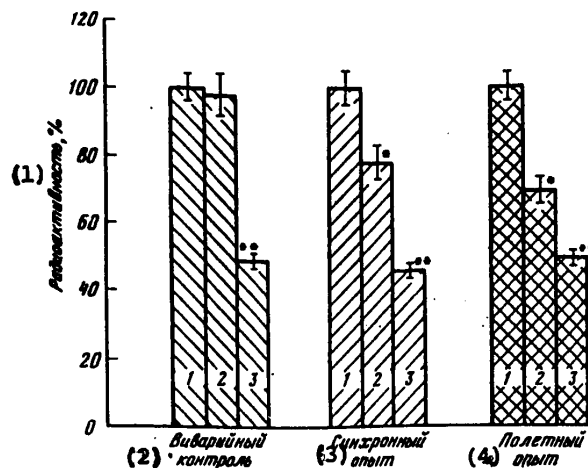 120
100
80
60
40
20
0
(1)
Радиоактивность, %
** 
* 
** 
* 
*
1 2 3
1 2 3
1 2 3
(2) Виварийный контроль
(3) Синхронный опыт
(4) Полетный опыт